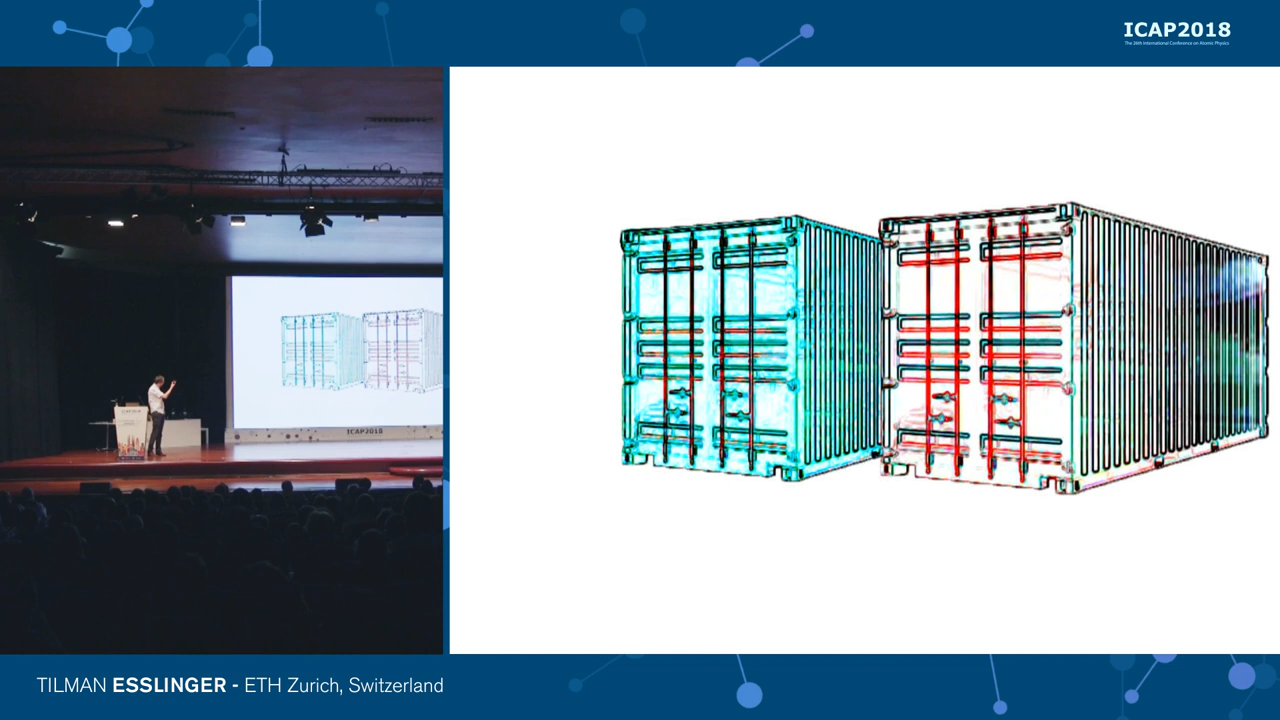 ICAP2018
The 26th International Conference on Atomic Physics
ICAP2018
TILMAN ESSLINGER - ETH Zurich, Switzerland